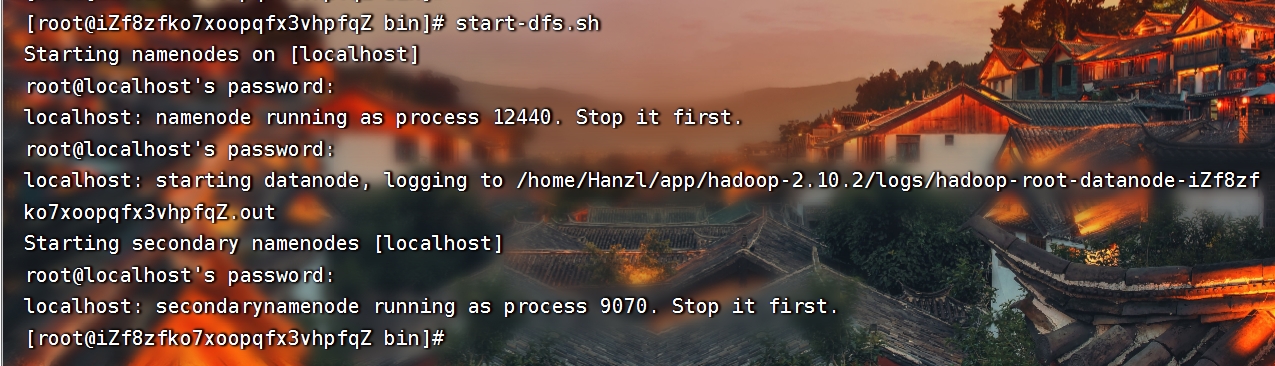 [root@iZf8zfko7xoopqfx3vhpfqZ bin]# start-dfs.sh
Starting namenodes on [localhost]
root@localhost's password:
localhost: namenode running as process 12440. Stop it first.
root@localhost's password:
localhost: starting datanode, logging to /home/Hanzl/app/hadoop-2.10.2/logs/hadoop-root-datanode-iZf8zf
ko7xoopqfx3vhpfqZ.out
Starting secondary namenodes [localhost]
root@localhost's password:
localhost: secondarynamenode running as process 9070. Stop it first.
[root@iZf8zfko7xoopqfx3vhpfqZ bin]#